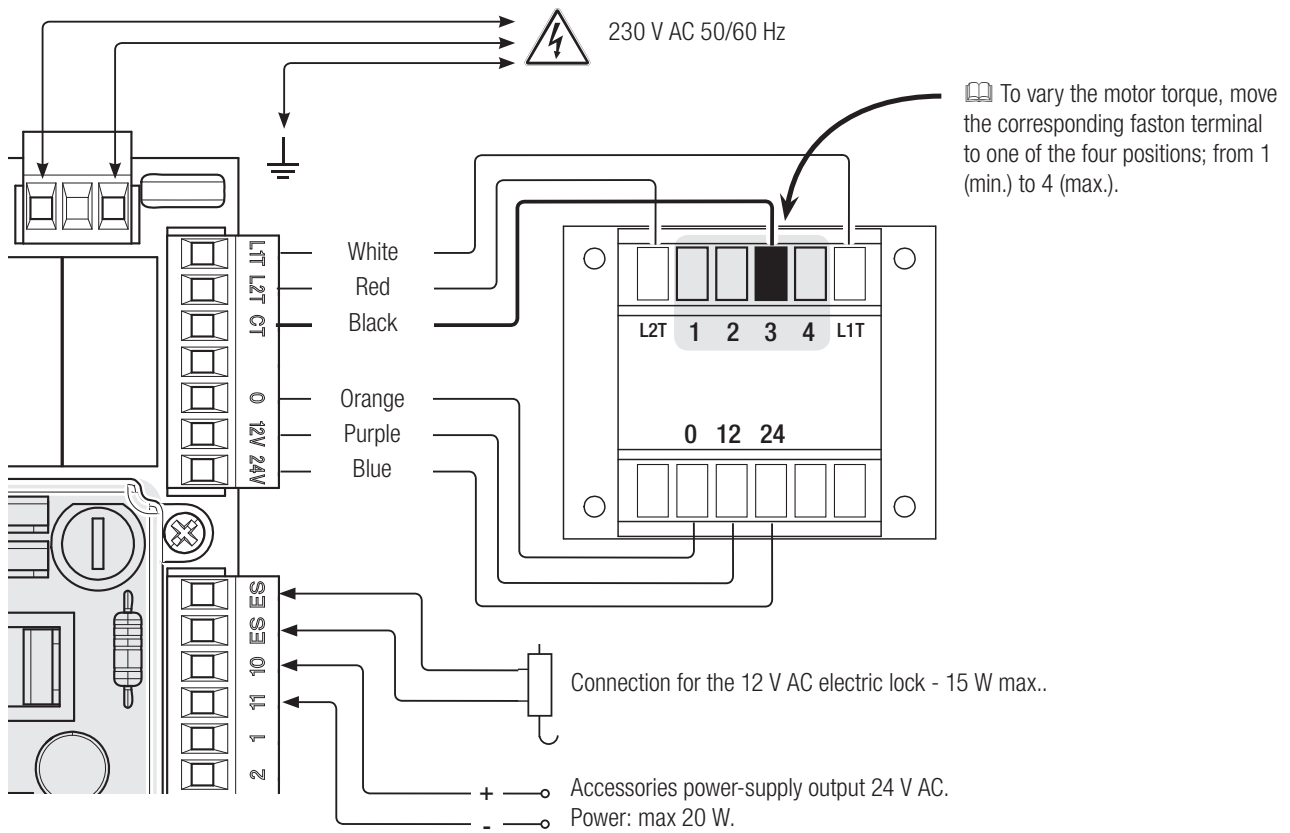 230 V AC 50/60 Hz
To vary the motor torque, move
the corresponding faston terminal
to one of the four positions; from 1
(min.) to 4 (max.).
L1T
L2T
CT
0
12V
24V
White
Red
Black
Orange
Purple
Blue
L2T 1 2 3 4 L1T
0 12 24
ES
ES
10
11
1
2
Connection for the 12 V AC electric lock - 15 W max..
+ Accessories power-supply output 24 V AC.
- Power: max 20 W.